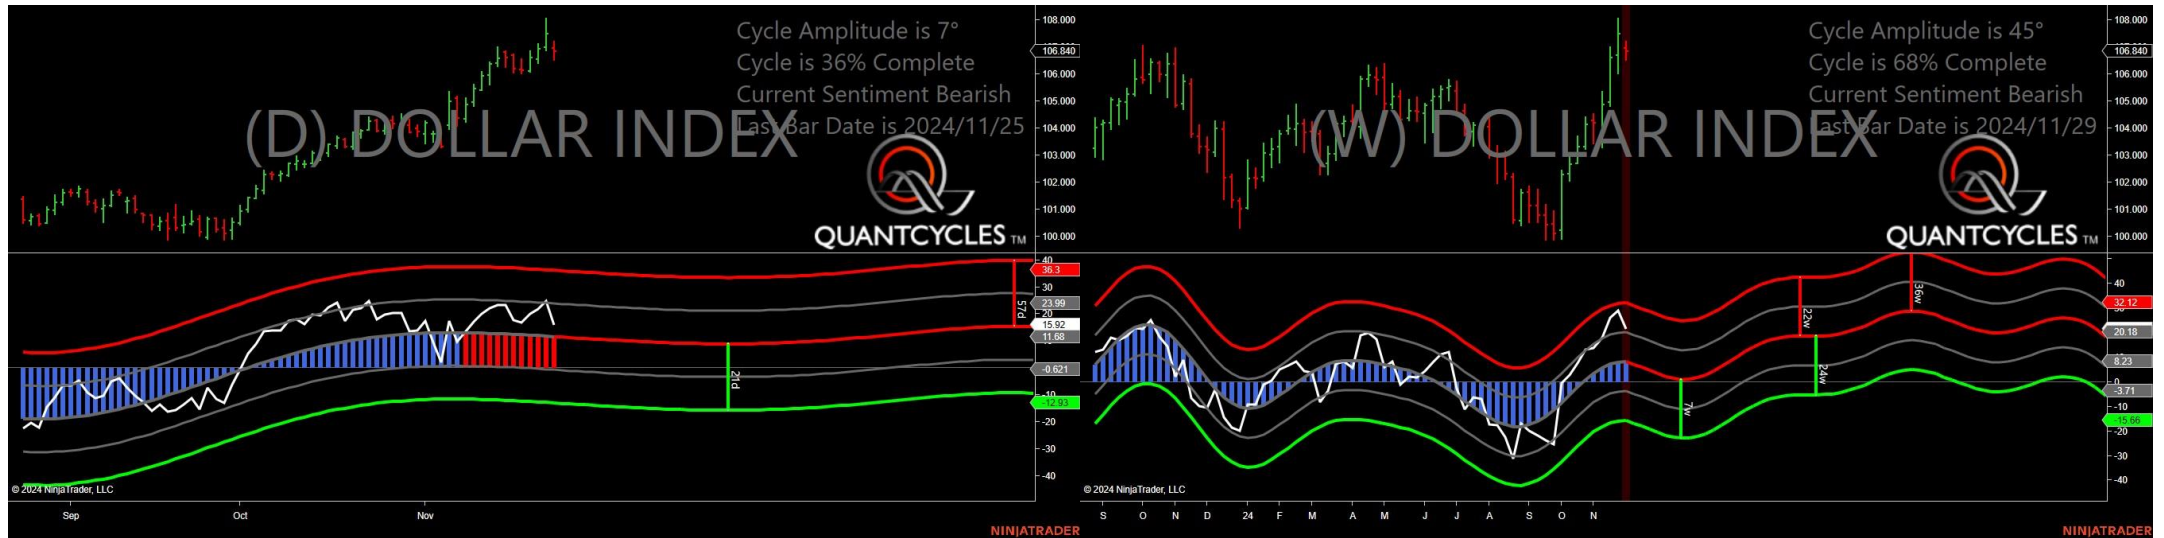 Cycle Amplitude is 7°
Cycle is 36% Complete
Current Sentiment Bearish
Last Bar Date is 2024/11/25
(D) DOLLAR INDEX
QUANTCYCLES TM
108.000
106.840
106.000
105.000
104.000
103.000
102.000
101.000
100.000
40
36.3
30
23.99
20
15.92
11.68
-0.621
-10
-12.93
-20
-30
-40
57d
21d
© 2024 NinjaTrader, LLC
Sep Oct Nov
NINJATRADER
Cycle Amplitude is 45°
Cycle is 68% Complete
Current Sentiment Bearish
Last Bar Date is 2024/11/29
(W) DOLLAR INDEX
QUANTCYCLES TM
108.000
106.840
106.000
105.000
104.000
103.000
102.000
101.000
100.000
40
32.12
20.18
8.23
0
-3.71
-10
-15.66
-20
-30
-40
7w
22w
24w
36w
© 2024 NinjaTrader, LLC
S O N D 24 F M A M J J A S O N
NINJATRADER